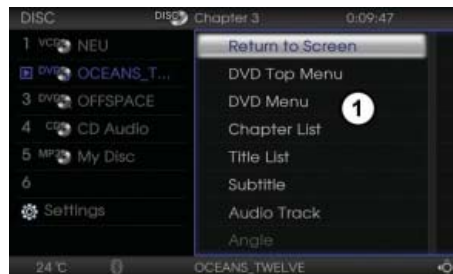 DISC DISC Chapter 3 0:09:47
1 VCD NEU
DVD OCEANS_T...
3 DVD OFFSPACE
4 CD CD Audio
5 MP3 My Disc
6
Settings
Return to Screen
DVD Top Menu
DVD Menu
1
Chapter List
Title List
Subtitle
Audio Track
Angle
24°C OCEANS_TWELVE